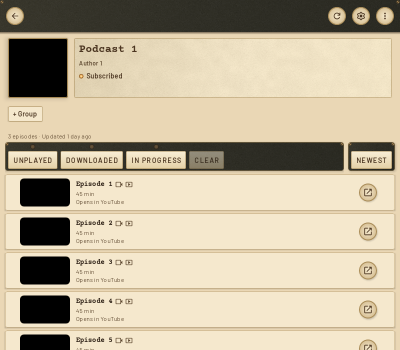 Podcast 1
Author 1
Subscribed
+ Group
3 episodes · Updated 1 day ago
UNPLAYED DOWNLOADED IN PROGRESS CLEAR NEWEST
Episode 1
45 min
Opens in YouTube
Episode 2
45 min
Opens in YouTube
Episode 3
45 min
Opens in YouTube
Episode 4
45 min
Opens in YouTube
Episode 5
45 min